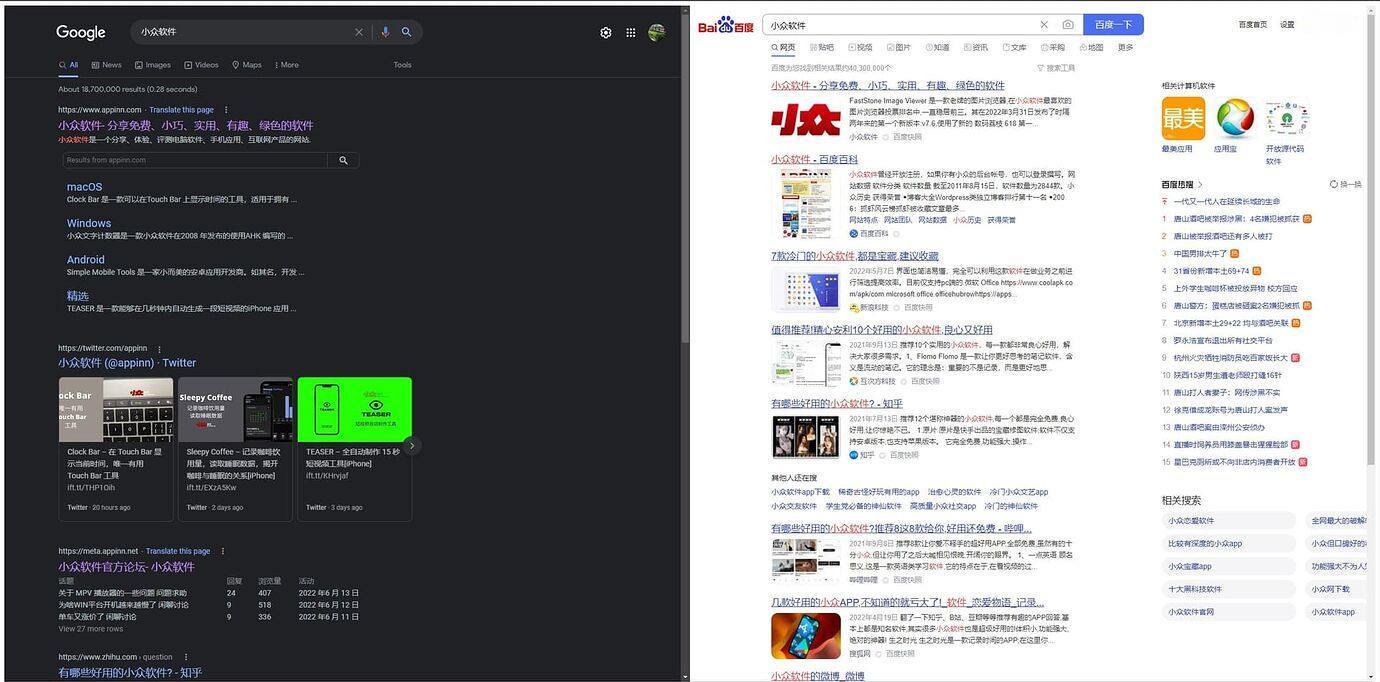 Google
小众软件
All
News
Images
Videos
Maps
More
Tools
About 18,700,000 results (0.28 seconds)
https://www.appinn.com · Translate this page
小众软件- 分享免费、小巧、实用、有趣、绿色的软件
小众软件是一个分享、体验、评测电脑软件、手机应用、互联网产品的网站.
Results from appinn.com
macOS
Clock Bar 是一款可以在Touch Bar 上显示时间的工具，适用于拥有 ...
Windows
小众文字计数器是一款小众软件在2008 年发布的使用AHK 编写的 ...
Android
Simple Mobile Tools 是一家小而美的安卓应用开发商。如其名，开发 ...
精选
TEASER 是一款能够在几秒钟内自动生成一段短视频的iPhone 应用 ...
https://twitter.com/appinn
小众软件 (@appinn) · Twitter
Clock Bar – 在 Touch Bar 显
示当前时间，唯一有用
Touch Bar 工具
ift.tt/THP1Oih
Twitter · 20 hours ago
Sleepy Coffee – 记录咖啡饮
用量，读取睡眠数据，揭开
咖啡与睡眠的关系[iPhone]
ift.tt/EXzA5Kw
Twitter · 2 days ago
TEASER – 全自动制作 15 秒
短视频工具[iPhone]
ift.tt/KHrvjaf
Twitter · 3 days ago
https://meta.appinn.net · Translate this page
小众软件官方论坛- 小众软件
话题 回复 浏览量 活动
关于 MPV 播放器的一些问题 问题求助 24 407 2022 年6 月 13 日
为啥WIN平台开机越来越慢了 闲聊讨论 9 518 2022 年6 月 12 日
单车又涨价了 闲聊讨论 9 336 2022 年6 月 11 日
View 27 more rows
https://www.zhihu.com › question
有哪些好用的小众软件? - 知乎
Bai du 百度
小众软件
百度一下
百度首页
设置
网页
贴吧
视频
图片
知道
资讯
文库
采购
地图
更多
百度为您找到相关结果约40,300,000个
搜索工具
小众软件 - 分享免费、小巧、实用、有趣、绿色的软件
小众
FastStone Image Viewer 是一款老牌的图片浏览器,在小众软件最喜欢的
图片浏览器投票排名中,一直稳居前三。其在2022年3月31日发布了时隔
两年来的第一个新版本:v7.6,使用了新的 数码荔枝 618 第一...
小众软件
百度快照
小众软件 - 百度百科
小众软件曾经开放注册，如果你有小众的后台帐号，也可以登录撰写。网
站数据 软件分类 软件数量 截至2011年8月15日，软件数量为2844款。小
众历史 获得荣誉 •博客大全Wordpress类独立博客排行第十一名 •200
6：抓虾风云榜抓虾被收藏文章最多...
网站特点 网站团队 网站数据 小众历史 获得荣誉
百度百科
7款冷门的小众软件,都是宝藏,建议收藏
2022年5月7日 界面也简洁易懂，完全可以利用这款软件在做业务之前进
行筛选提高效率。目前仅支持pc端的 微软 Office https://www.coolapk.co
m/apk/com.microsoft.office.officehubrowhttps://apps...
新浪科技
百度快照
值得推荐!精心安利10个好用的小众软件,良心又好用
2021年9月13日 推荐10个实用的小众软件，每一款都非常良心好用，解
决大家很多需求。1、Flomo Flomo 是一款让你更好思考的笔记软件，含
义是流动的笔记。它的理念是：重要的不是记录，而是更好地思...
互次方科技
百度快照
有哪些好用的小众软件? - 知乎
2021年7月13日 推荐12个堪称神器的小众软件,每一个都是完全免费,良心
好用,让你惊艳不已。 1.原片 原片是快手出品的宝藏修图软件;软件不仅支
持安卓版本,也支持苹果版本。 它完全免费,功能强大,操作...
知乎
百度快照
其他人还在搜
小众软件app下载 稀奇古怪好玩有用的app 治愈心灵的软件 冷门小众文艺app
小众交友软件 学生党必备的神仙软件 高质量小众社交app 冷门的神仙软件
有哪些好用的小众软件?推荐8这8款给你,好用还免费 - 哔哩...
2021年9月8日 推荐8款让你爱不释手的超好用APP,全部免费,虽然有的十
分小众,但让你用了之后大喊相见恨晚,开阔你的眼界。 1、一点英语 顾名
思义,这是一款英语类学习软件,它的特点在于,在看视频的过...
哔哩哔哩
百度快照
几款好用的小众APP,不知道的就亏大了!_软件_恋爱物语_记录...
2022年4月19日 翻了一下知乎、B站、豆瓣等等推荐有趣的APP回答,基
本上都是知名软件,其实很多小众软件也是超级好用的!体积小,功能强大,
绝对的神器! 生之时光 生之时光是一款记录时间的APP,在这里你...
搜狐网
百度快照
小众软件的微博_微博
相关计算机软件
最美
最美应用
应用宝
开放源代码
软件
百度热搜
换一换
一代又一代人在延续长城的生命
1 唐山酒吧被举报涉黑：4名嫌犯被抓获 热
2 唐山被举报酒吧还有多人被打
3 中国男排太牛了 热
4 31省份新增本土69+74 热
5 上外学生咖啡杯被投放异物 校方回应
6 唐山警方：蛋糕店被砸案2名嫌犯被抓 热
7 北京新增本土29+22 均与酒吧关联 热
8 罗永浩宣布退出所有社交平台
9 杭州火灾牺牲消防员吃百家饭长大 新
10 陕西15岁男生遭老师殴打缝16针
11 唐山打人者妻子：网传涉黑不实
12 徐克借成龙账号为唐山打人案发声
13 唐山酒吧案由滦州公安侦办
14 直播时饲养员用膝盖暴击猩猩脸部 新
15 星巴克厕所或不向非店内消费者开放 新
相关搜索
小众恋爱软件
全网最大的破解
比较有深度的小众app
小众但口碑好的
小众宝藏app
功能强大不为人
十大黑科技软件
小众网下载
小众软件官网
小众软件app